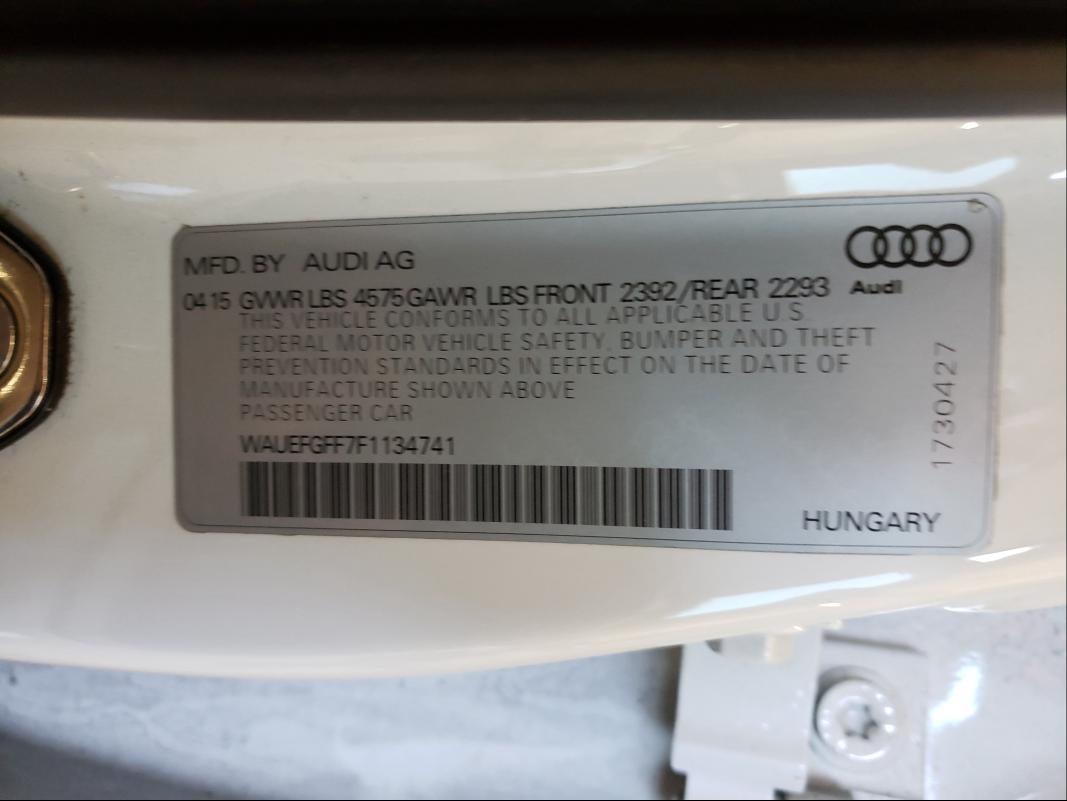 MFD. BY AUDI AG
04 15 GVWR LBS 4575 GAWR LBS FRONT 2392/REAR 2293
Audi
THIS VEHICLE CONFORMS TO ALL APPLICABLE U.S.
FEDERAL MOTOR VEHICLE SAFETY, BUMPER AND THEFT
PREVENTION STANDARDS IN EFFECT ON THE DATE OF
MANUFACTURE SHOWN ABOVE
PASSENGER CAR
WAUEFGFF7F1134741
1730427
HUNGARY